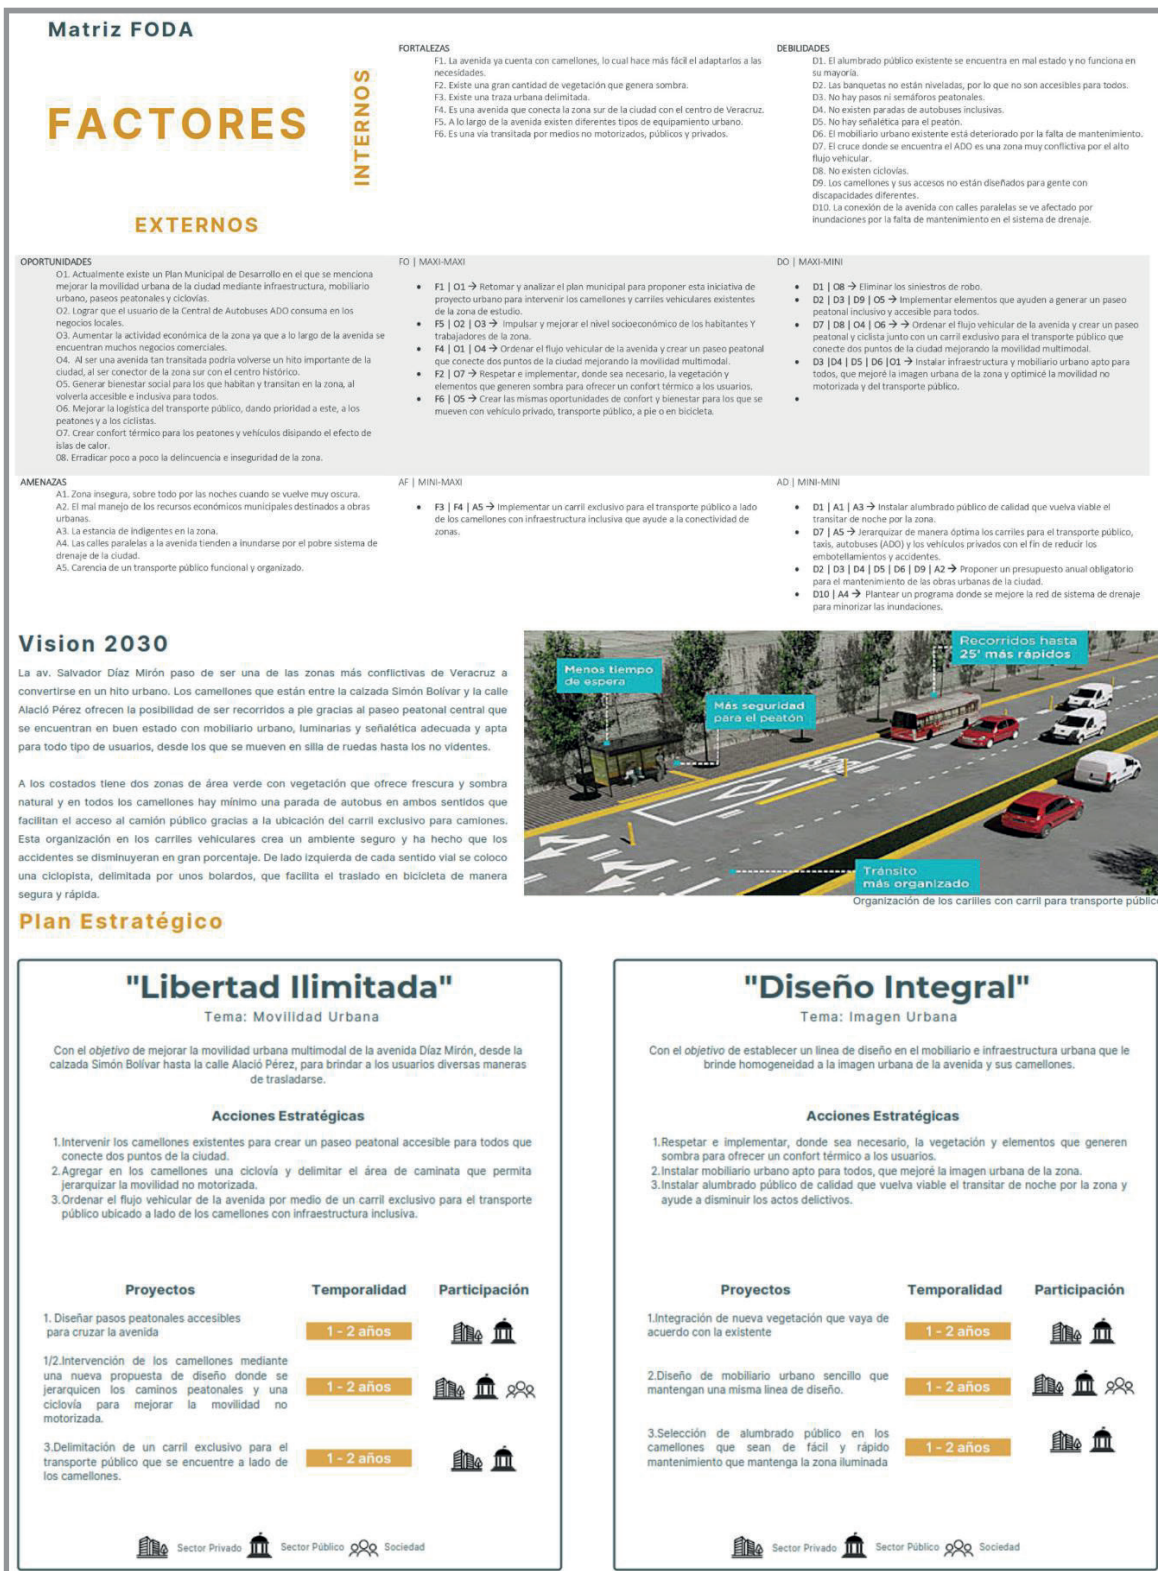 Matriz FODA
FACTORES
INTERNOS
EXTERNOS
FORTALEZAS
F1. La avenida ya cuenta con camellones, lo cual hace más fácil el adaptarlos a las
necesidades.
F2. Existe una gran cantidad de vegetación que genera sombra.
F3. Existe una traza urbana delimitada.
F4. Es una avenida que conecta la zona sur de la ciudad con el centro de Veracruz.
F5. A lo largo de la avenida existen diferentes tipos de equipamiento urbano.
F6. Es una vía transitada por medios no motorizados, públicos y privados.
DEBILIDADES
D1. El alumbrado público existente se encuentra en mal estado y no funciona en
su mayoría.
D2. Las banquetas no están niveladas, por lo que no son accesibles para todos.
D3. No hay pasos ni semáforos peatonales.
D4. No existen paradas de autobuses inclusivas.
D5. No hay señalética para el peatón.
D6. El mobiliario urbano existente está deteriorado por la falta de mantenimiento.
D7. El cruce donde se encuentra el ADO es una zona muy conflictiva por el alto
flujo vehicular.
D8. No existen ciclovías.
D9. Los camellones y sus accesos no están diseñados para gente con
discapacidades diferentes.
D10. La conexión de la avenida con calles paralelas se ve afectado por
inundaciones por la falta de mantenimiento en el sistema de drenaje.
OPORTUNIDADES
O1. Actualmente existe un Plan Municipal de Desarrollo en el que se menciona
mejorar la movilidad urbana de la ciudad mediante infraestructura, mobiliario
urbano, paseos peatonales y ciclovías.
O2. Lograr que el usuario de la Central de Autobuses ADO consuma en los
negocios locales.
O3. Aumentar la actividad económica de la zona ya que a lo largo de la avenida se
encuentran muchos negocios comerciales.
O4. Al ser una avenida tan transitada podría volverse un hito importante de la
ciudad, al ser conector de la zona sur con el centro histórico.
O5. Generar bienestar social para los que habitan y transitan en la zona, al
volverla accesible e inclusiva para todos.
O6. Mejorar la logística del transporte público, dando prioridad a este, a los
peatones y a los ciclistas.
O7. Crear confort térmico para los peatones y vehículos disipando el efecto de
islas de calor.
08. Erradicar poco a poco la delincuencia e inseguridad de la zona.
FO | MAXI-MAXI
• F1 | O1 → Retomar y analizar el plan municipal para proponer esta iniciativa de
proyecto urbano para intervenir los camellones y carriles vehiculares existentes
de la zona de estudio.
• F5 | O2 | O3 → Impulsar y mejorar el nivel socioeconómico de los habitantes Y
trabajadores de la zona.
• F4 | O1 | O4 → Ordenar el flujo vehicular de la avenida y crear un paseo peatonal
que conecte dos puntos de la ciudad mejorando la movilidad multimodal.
• F2 | O7 → Respetar e implementar, donde sea necesario, la vegetación y
elementos que generen sombra para ofrecer un confort térmico a los usuarios.
• F6 | O5 → Crear las mismas oportunidades de confort y bienestar para los que se
mueven con vehículo privado, transporte público, a pie o en bicicleta.
DO | MAXI-MINI
• D1 | O8 → Eliminar los siniestros de robo.
• D2 | D3 | D9 | O5 → Implementar elementos que ayuden a generar un paseo
peatonal inclusivo y accesible para todos.
• D7 | D8 | O4 | O6 → → Ordenar el flujo vehicular de la avenida y crear un paseo
peatonal y ciclista junto con un carril exclusivo para el transporte público que
conecte dos puntos de la ciudad mejorando la movilidad multimodal.
• D3 |D4 | D5 | D6 |O1 → Instalar infraestructura y mobiliario urbano apto para
todos, que mejoré la imagen urbana de la zona y optimicé la movilidad no
motorizada y del transporte público.
•
AMENAZAS
A1. Zona insegura, sobre todo por las noches cuando se vuelve muy oscura.
A2. El mal manejo de los recursos económicos municipales destinados a obras
urbanas.
A3. La estancia de indigentes en la zona.
A4. Las calles paralelas a la avenida tienden a inundarse por el pobre sistema de
drenaje de la ciudad.
A5. Carencia de un transporte público funcional y organizado.
AF | MINI-MAXI
• F3 | F4 | A5 → Implementar un carril exclusivo para el transporte público a lado
de los camellones con infraestructura inclusiva que ayude a la conectividad de
zonas.
AD | MINI-MINI
• D1 | A1 | A3 → Instalar alumbrado público de calidad que vuelva viable el
transitar de noche por la zona.
• D7 | A5 → Jerarquizar de manera óptima los carriles para el transporte público,
taxis, autobuses (ADO) y los vehículos privados con el fin de reducir los
embotellamientos y accidentes.
• D2 | D3 | D4 | D5 | D6 | D9 | A2 → Proponer un presupuesto anual obligatorio
para el mantenimiento de las obras urbanas de la ciudad.
• D10 | A4 → Plantear un programa donde se mejore la red de sistema de drenaje
para minorizar las inundaciones.
Vision 2030
La av. Salvador Díaz Mirón paso de ser una de las zonas más conflictivas de Veracruz a
convertirse en un hito urbano. Los camellones que están entre la calzada Simón Bolívar y la calle
Alació Pérez ofrecen la posibilidad de ser recorridos a pie gracias al paseo peatonal central que
se encuentran en buen estado con mobiliario urbano, luminarias y señalética adecuada y apta
para todo tipo de usuarios, desde los que se mueven en silla de ruedas hasta los no videntes.
A los costados tiene dos zonas de área verde con vegetación que ofrece frescura y sombra
natural y en todos los camellones hay mínimo una parada de autobus en ambos sentidos que
facilitan el acceso al camión público gracias a la ubicación del carril exclusivo para camiones.
Esta organización en los carriles vehiculares crea un ambiente seguro y ha hecho que los
accidentes se disminuyeran en gran porcentaje. De lado izquierda de cada sentido vial se coloco
una ciclopista, delimitada por unos bolardos, que facilita el traslado en bicicleta de manera
segura y rápida.
Menos tiempo
de espera
Más seguridad
para el peatón
Recorridos hasta
25' más rápidos
Tránsito
más organizado
Organización de los carilles con carril para transporte público
Plan Estratégico
"Libertad Ilimitada"
Tema: Movilidad Urbana
Con el objetivo de mejorar la movilidad urbana multimodal de la avenida Díaz Mirón, desde la
calzada Simón Bolívar hasta la calle Alació Pérez, para brindar a los usuarios diversas maneras
de trasladarse.
Acciones Estratégicas
1.Intervenir los camellones existentes para crear un paseo peatonal accesible para todos que
conecte dos puntos de la ciudad.
2.Agregar en los camellones una ciclovía y delimitar el área de caminata que permita
jerarquizar la movilidad no motorizada.
3.Ordenar el flujo vehicular de la avenida por medio de un carril exclusivo para el transporte
público ubicado a lado de los camellones con infraestructura inclusiva.
Proyectos Temporalidad Participación
1. Diseñar pasos peatonales accesibles
para cruzar la avenida
1 - 2 años
1/2.Intervención de los camellones mediante
una nueva propuesta de diseño donde se
jerarquicen los caminos peatonales y una
ciclovía para mejorar la movilidad no
motorizada.
1 - 2 años
3.Delimitación de un carril exclusivo para el
transporte público que se encuentre a lado de
los camellones.
1 - 2 años
Sector Privado Sector Público Sociedad
"Diseño Integral"
Tema: Imagen Urbana
Con el objetivo de establecer un linea de diseño en el mobiliario e infraestructura urbana que le
brinde homogeneidad a la imagen urbana de la avenida y sus camellones.
Acciones Estratégicas
1.Respetar e implementar, donde sea necesario, la vegetación y elementos que generen
sombra para ofrecer un confort térmico a los usuarios.
2.Instalar mobiliario urbano apto para todos, que mejoré la imagen urbana de la zona.
3.Instalar alumbrado público de calidad que vuelva viable el transitar de noche por la zona y
ayude a disminuir los actos delictivos.
Proyectos Temporalidad Participación
1.Integración de nueva vegetación que vaya de
acuerdo con la existente
1 - 2 años
2.Diseño de mobiliario urbano sencillo que
mantengan una misma linea de diseño.
1 - 2 años
3.Selección de alumbrado público en los
camellones que sean de fácil y rápido
mantenimiento que mantenga la zona iluminada
1 - 2 años
Sector Privado Sector Público Sociedad